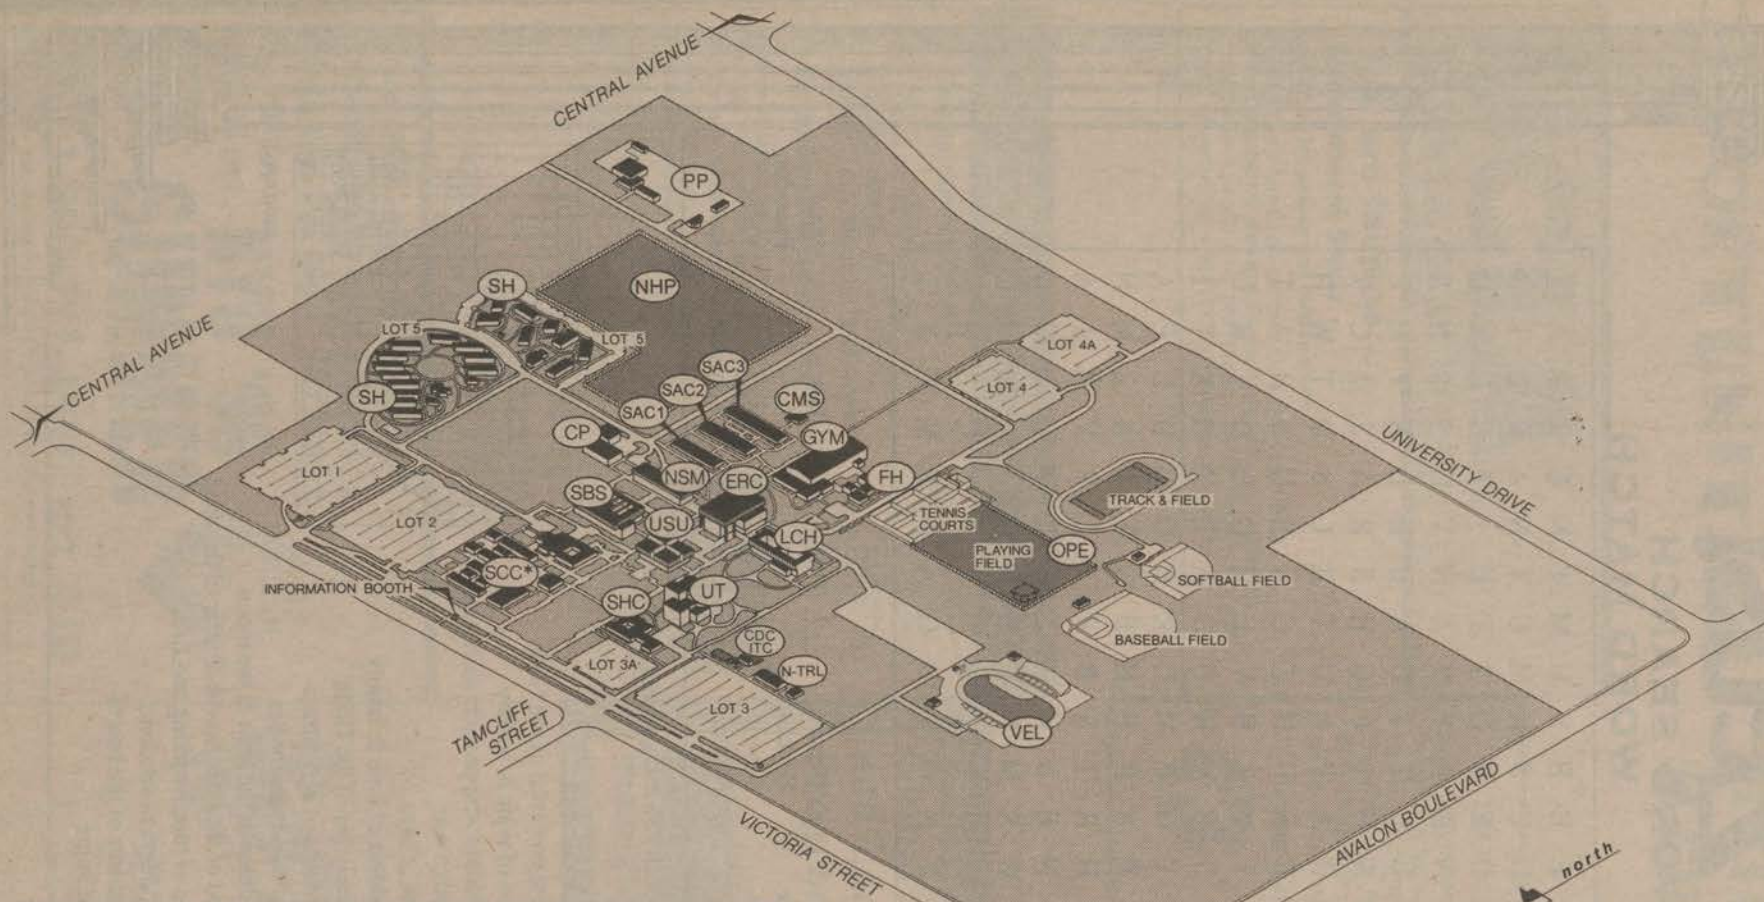 CENTRAL AVENUE
PP
SH
NHP
CENTRAL AVENUE
LOT 5
LOT 5
LOT 4A
SAC3
LOT 4
SAC2
SH
CMS
SAC1
CP
GYM
UNIVERSITY DRIVE
LOT 1
NSM
ERC
FH
SBS
TRACK & FIELD
LOT 2
USU
TENNIS
COURTS
LCH
PLAYING
FIELD
OPE
SCC*
SOFTBALL FIELD
INFORMATION BOOTH
SHC
UT
BASEBALL FIELD
CDC
ITC
LOT 3A
N-TRL
LOT 3
TAMCLIFF
STREET
VEL
VICTORIA STREET
AVALON BOULEVARD
north